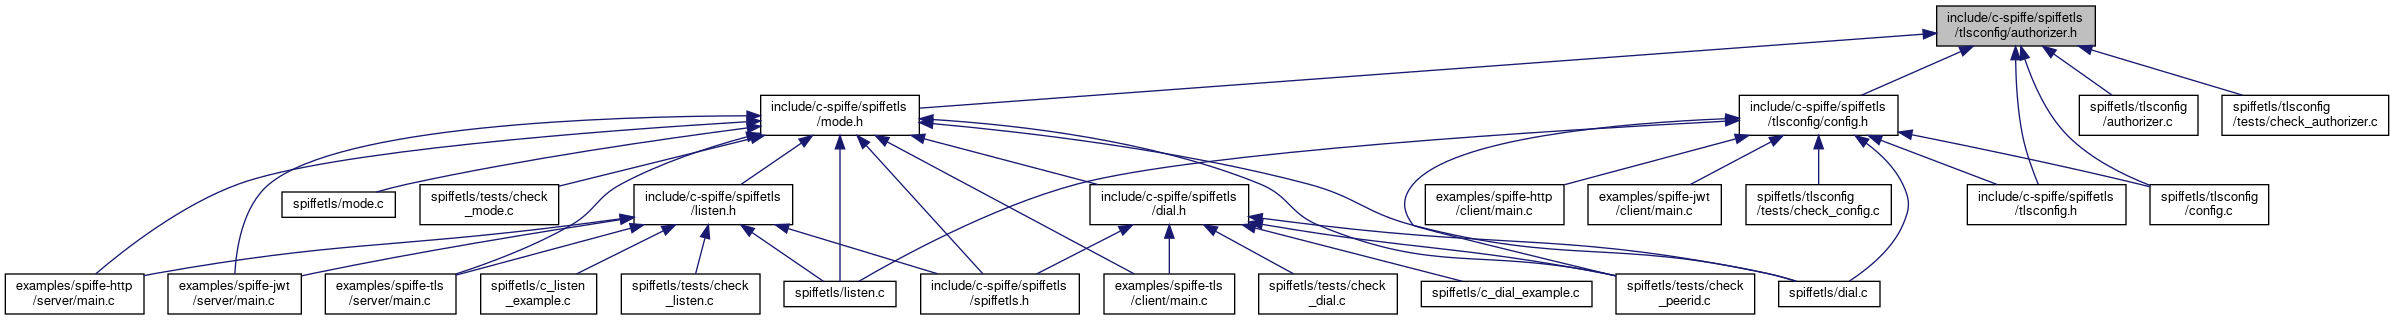 include/c-spiffe/spiffetls
/tlsconfig/authorizer.h
include/c-spiffe/spiffetls
/mode.h
include/c-spiffe/spiffetls
/tlsconfig/config.h
spiffetls/tlsconfig
/authorizer.c
spiffetls/tlsconfig
/tests/check_authorizer.c
spiffetls/mode.c
spiffetls/tests/check
_mode.c
include/c-spiffe/spiffetls
/listen.h
include/c-spiffe/spiffetls
/dial.h
examples/spiffe-http
/client/main.c
examples/spiffe-jwt
/client/main.c
spiffetls/tlsconfig
/tests/check_config.c
include/c-spiffe/spiffetls
/tlsconfig.h
spiffetls/tlsconfig
/config.c
examples/spiffe-http
/server/main.c
examples/spiffe-jwt
/server/main.c
examples/spiffe-tls
/server/main.c
spiffetls/c_listen
_example.c
spiffetls/tests/check
_listen.c
spiffetls/listen.c
include/c-spiffe/spiffetls
/spiffetls.h
examples/spiffe-tls
/client/main.c
spiffetls/tests/check
_dial.c
spiffetls/c_dial_example.c
spiffetls/tests/check
_peerid.c
spiffetls/dial.c